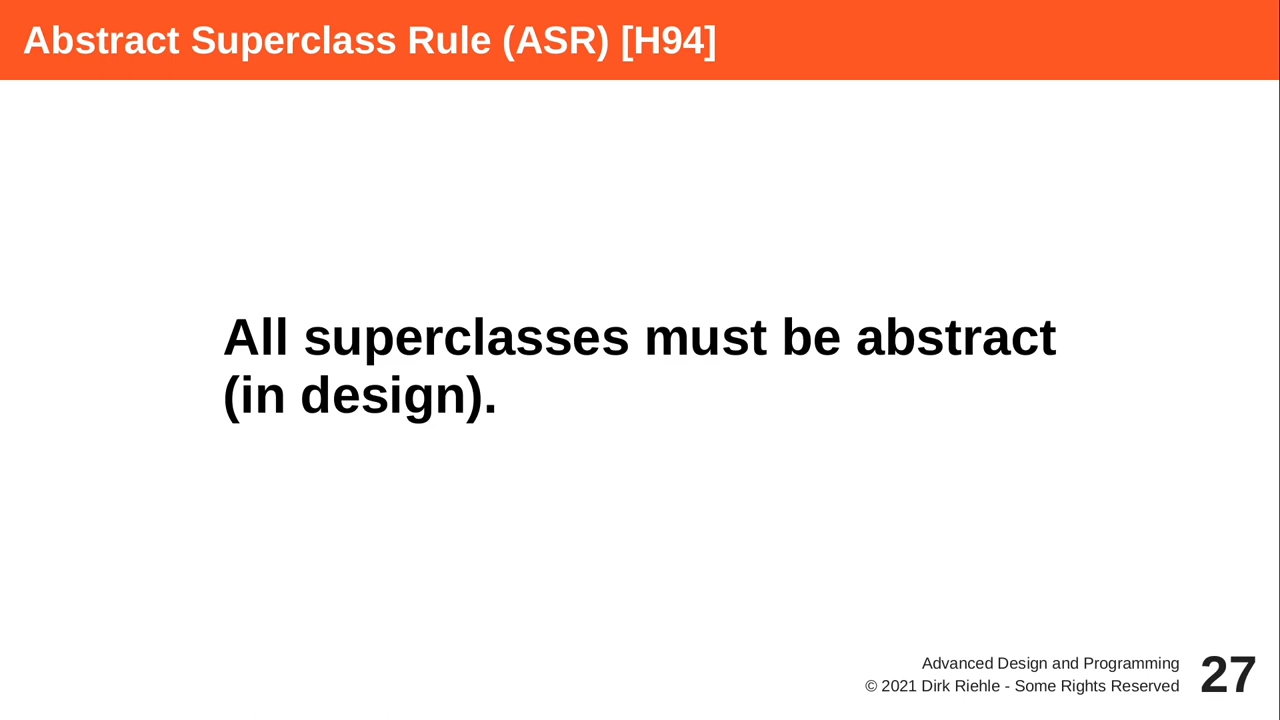 Abstract Superclass Rule (ASR) [H94]
All superclasses must be abstract
(in design).
Advanced Design and Programming
© 2021 Dirk Riehle - Some Rights Reserved
27